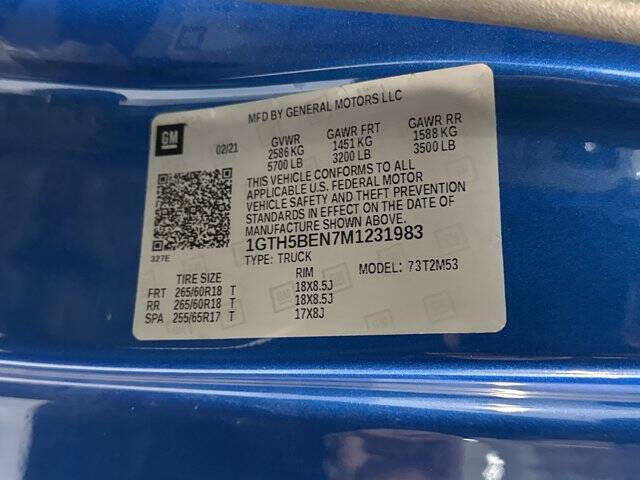 MFD BY GENERAL MOTORS LLC
GM
02/21
GVWR GAWR FRT GAWR RR
2586 KG 1451 KG 1588 KG
5700 LB 3200 LB 3500 LB
THIS VEHICLE CONFORMS TO ALL
APPLICABLE U.S. FEDERAL MOTOR
VEHICLE SAFETY AND THEFT PREVENTION
STANDARDS IN EFFECT ON THE DATE OF
MANUFACTURE SHOWN ABOVE.
327E
1GTH5BEN7M1231983
TYPE: TRUCK MODEL: 73T2M53
TIRE SIZE RIM
FRT 265/60R18 T 18X8.5J
RR 265/60R18 T 18X8.5J
SPA 255/65R17 T 17X8J